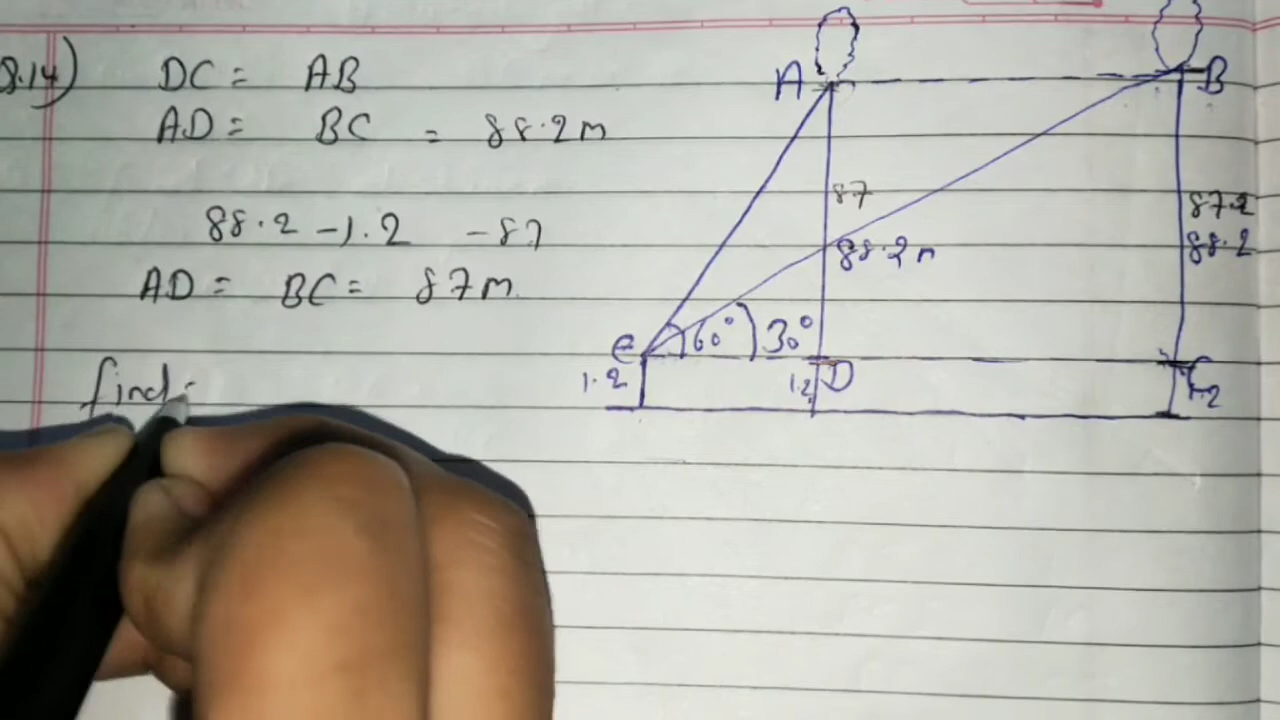 8.14) DC = AB
AD = BC = 88.2m
88.2 - 1.2 - 87
AD = BC = 87m
find:
A
B
87
88.2m
87.2
88.2
e
60°
30°
1.2
1.2
D
1.2